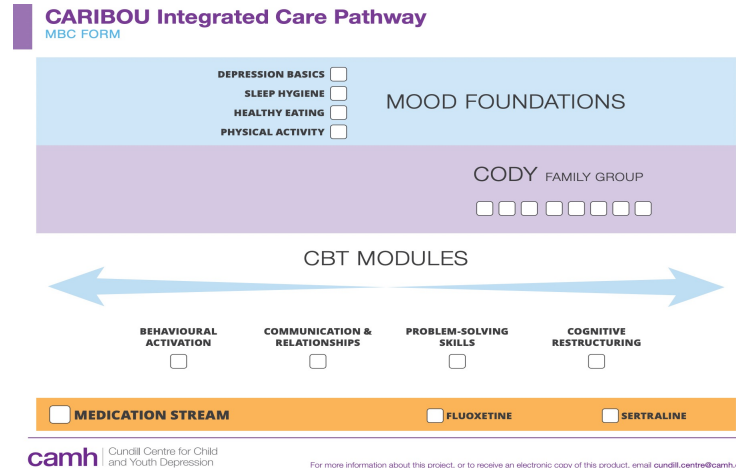 CARIBOU Integrated Care Pathway
MBC FORM
DEPRESSION BASICS
SLEEP HYGIENE
HEALTHY EATING
PHYSICAL ACTIVITY
MOOD FOUNDATIONS
CODY FAMILY GROUP
CBT MODULES
BEHAVIOURAL
ACTIVATION
COMMUNICATION &
RELATIONSHIPS
PROBLEM-SOLVING
SKILLS
COGNITIVE
RESTRUCTURING
MEDICATION STREAM
FLUOXETINE
SERTRALINE
camh
Cundill Centre for Child
and Youth Depression
For more information about this project, or to receive an electronic copy of this product, email cundill.centre@camh.